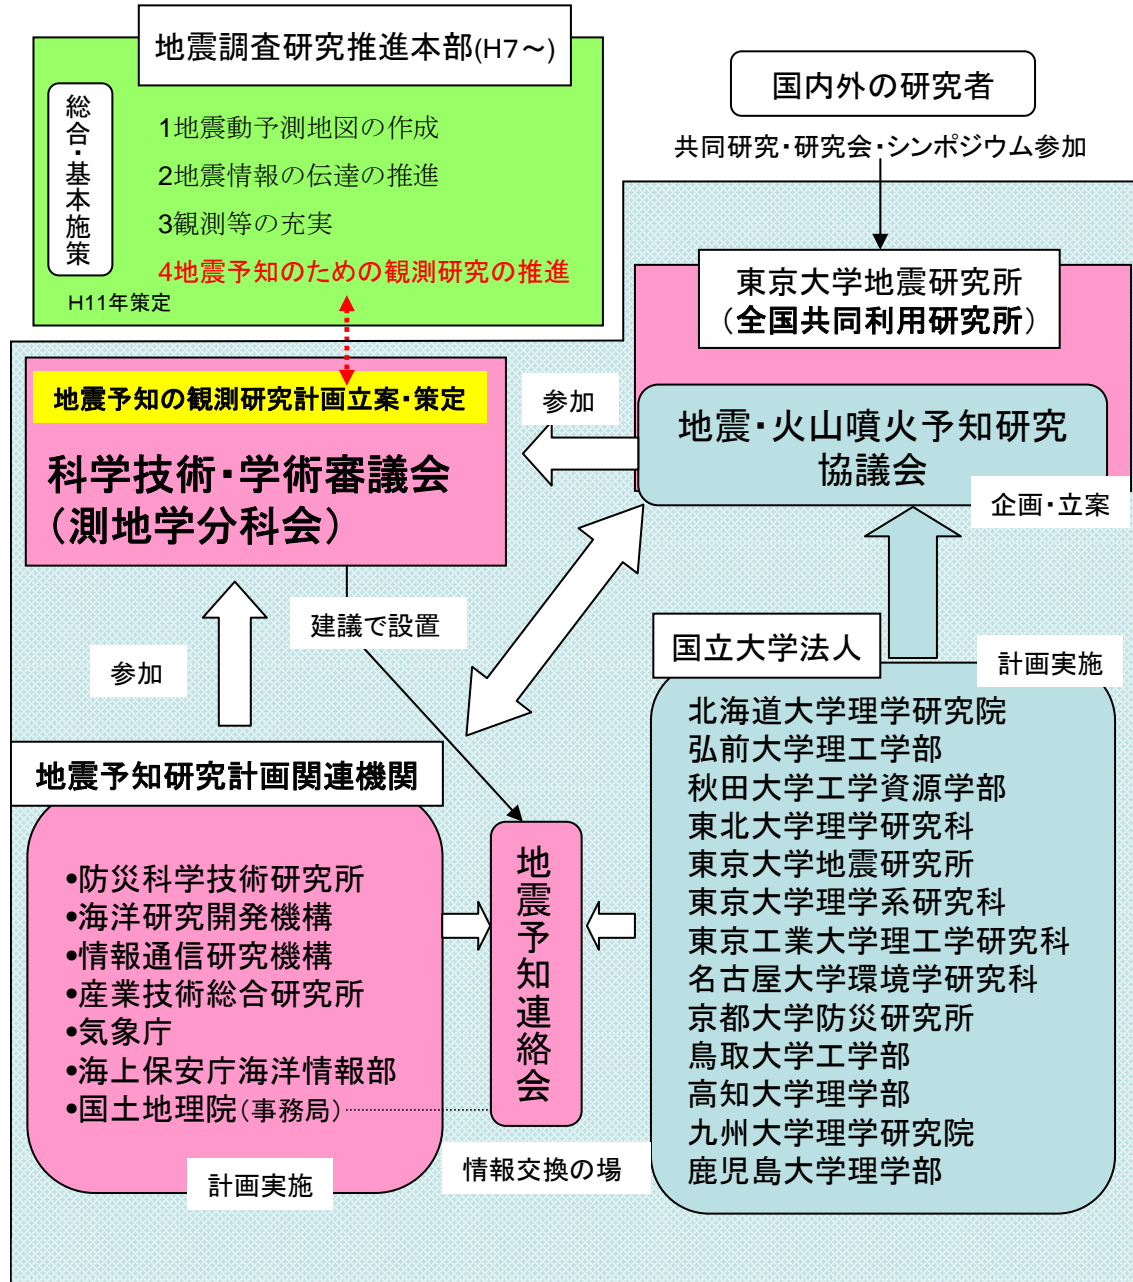 地震調査研究推進本部(H7～)
総合・基本施策
1地震動予測地図の作成
2地震情報の伝達の推進
3観測等の充実
4地震予知のための観測研究の推進
H11年策定
国内外の研究者
共同研究・研究会・シンポジウム参加
東京大学地震研究所
（全国共同利用研究所）
地震・火山噴火予知研究
協議会
企画・立案
参加
地震予知の観測研究計画立案・策定
科学技術・学術審議会
（測地学分科会）
建議で設置
参加
国立大学法人
計画実施
北海道大学理学研究院
弘前大学理工学部
秋田大学工学資源学部
東北大学理学研究科
東京大学地震研究所
東京大学理学系研究科
東京工業大学理工学研究科
名古屋大学環境学研究科
京都大学防災研究所
鳥取大学工学部
高知大学理学部
九州大学理学研究院
鹿児島大学理学部
地震予知研究計画関連機関
•防災科学技術研究所
•海洋研究開発機構
•情報通信研究機構
•産業技術総合研究所
•気象庁
•海上保安庁海洋情報部
•国土地理院（事務局）
計画実施
地震予知連絡会
情報交換の場